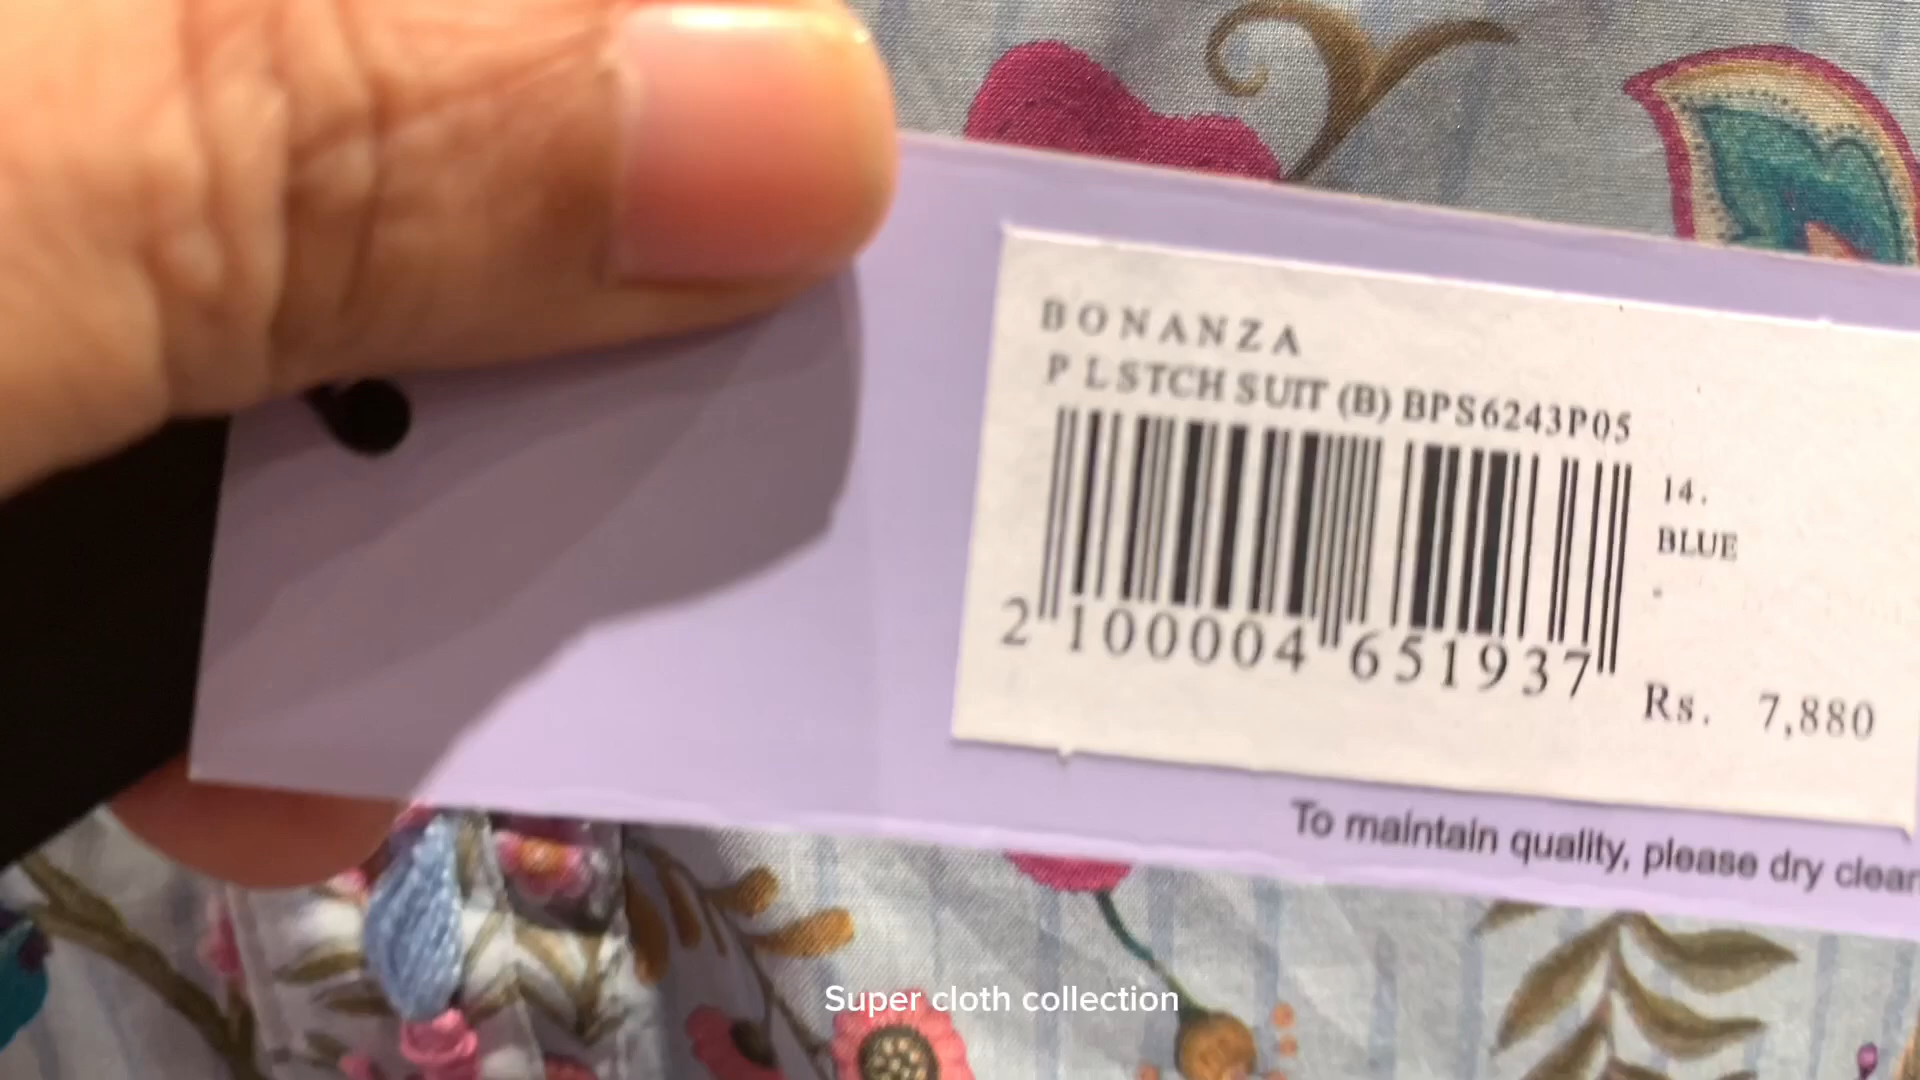 BONANZA
P L STCH SUIT (B) BPS6243P05
14.
BLUE
.
2 100004 651937
Rs. 7,880
To maintain quality, please dry clean
Super cloth collection